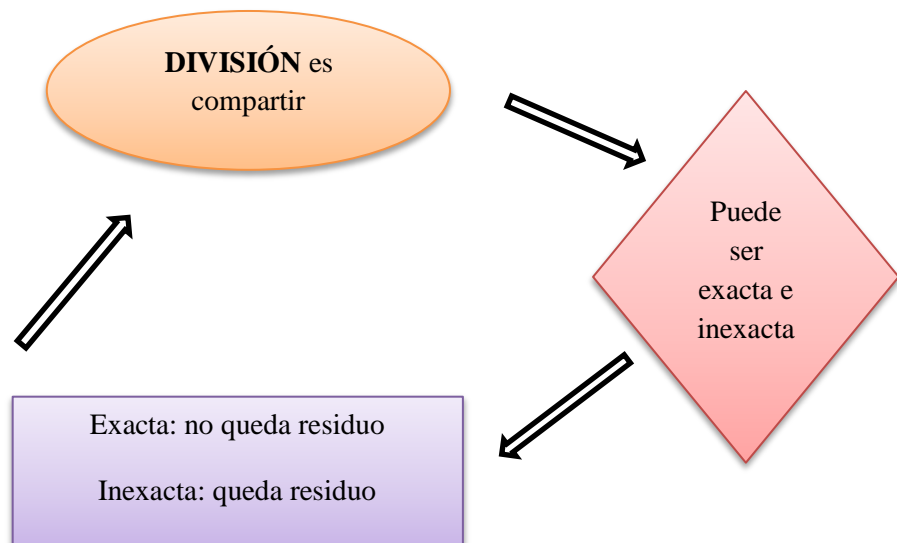 DIVISIÓN es
compartir
Puede
ser
exacta e
inexacta
Exacta: no queda residuo
Inexacta: queda residuo